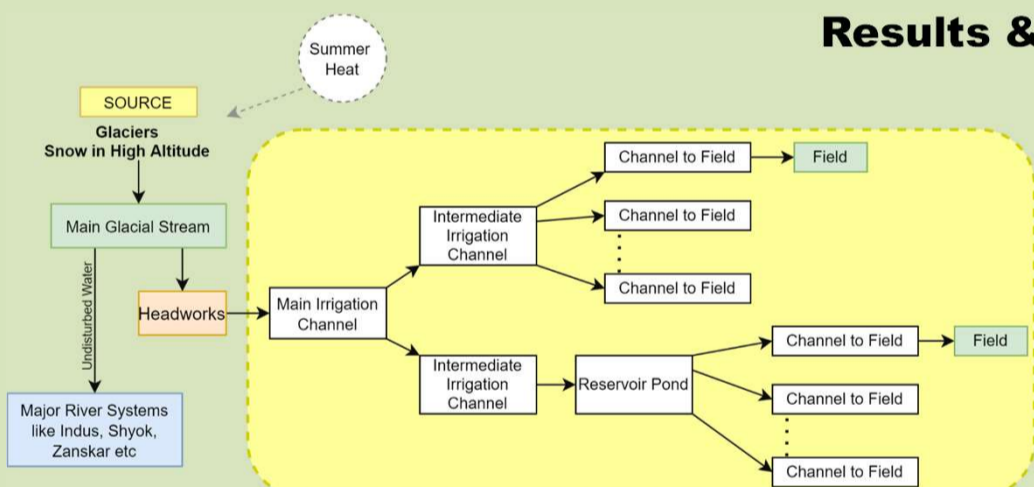 Results &
Summer
Heat
SOURCE
Glaciers
Snow in High Altitude
Main Glacial Stream
Undisturbed Water
Headworks
Major River Systems
like Indus, Shyok,
Zanskar etc
Main Irrigation
Channel
Intermediate
Irrigation
Channel
Channel to Field
Field
Channel to Field
Channel to Field
Intermediate
Irrigation
Channel
Reservoir Pond
Channel to Field
Field
Channel to Field
Channel to Field